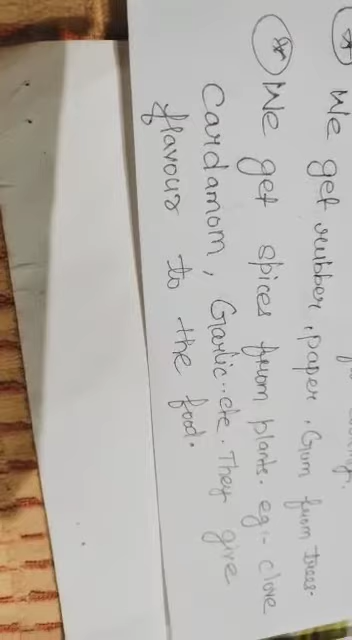 * We get rubber, paper, Gum from trees.
* We get spices from plants. eg:- clove
Cardamom, Garlic..etc. They give
flavour to the food.